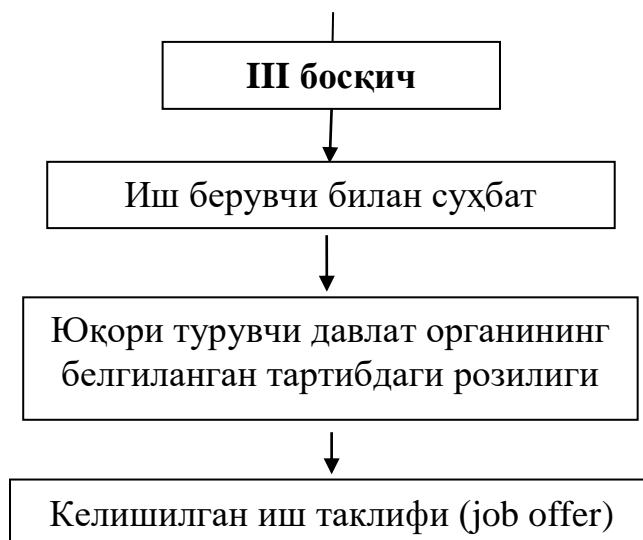 III босқич
Иш берувчи билан суҳбат
Юқори турувчи давлат органининг
белгиланган тартибдаги розилиги
Келишилган иш таклифи (job offer)